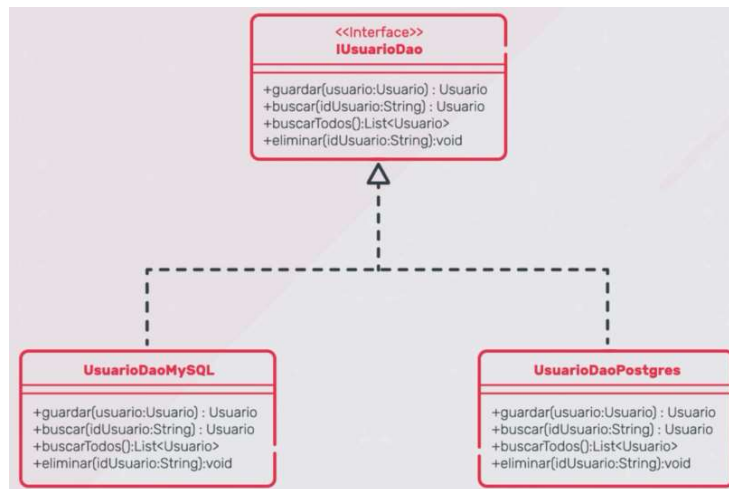 <<Interface>>
IUsuarioDao
+guardar(usuario:Usuario) : Usuario
+buscar(idUsuario:String) : Usuario
+buscarTodos():List<Usuario>
+eliminar(idUsuario:String):void
UsuarioDaoMySQL
+guardar(usuario:Usuario) : Usuario
+buscar(idUsuario:String) : Usuario
+buscarTodos():List<Usuario>
+eliminar(idUsuario:String):void
UsuarioDaoPostgres
+guardar(usuario:Usuario) : Usuario
+buscar(idUsuario:String) : Usuario
+buscarTodos():List<Usuario>
+eliminar(idUsuario:String):void